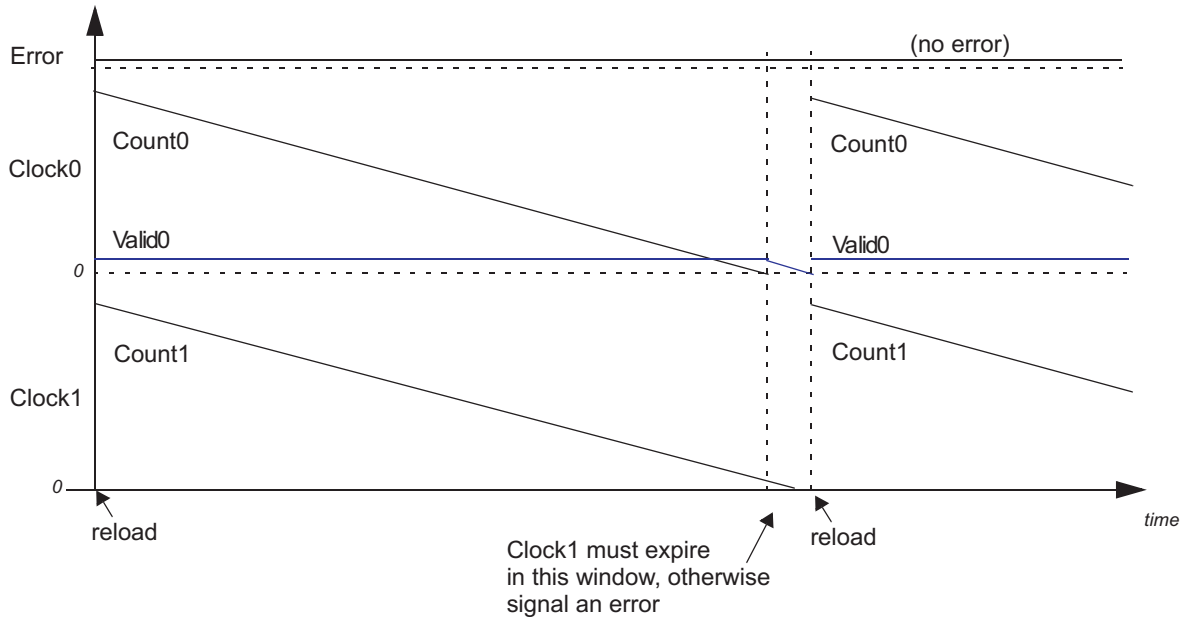 Error
(no error)
Count0
Count0
Clock0
Valid0
Valid0
0
Count1
Count1
Clock1
0
reload
reload
time
Clock1 must expire
in this window, otherwise
signal an error